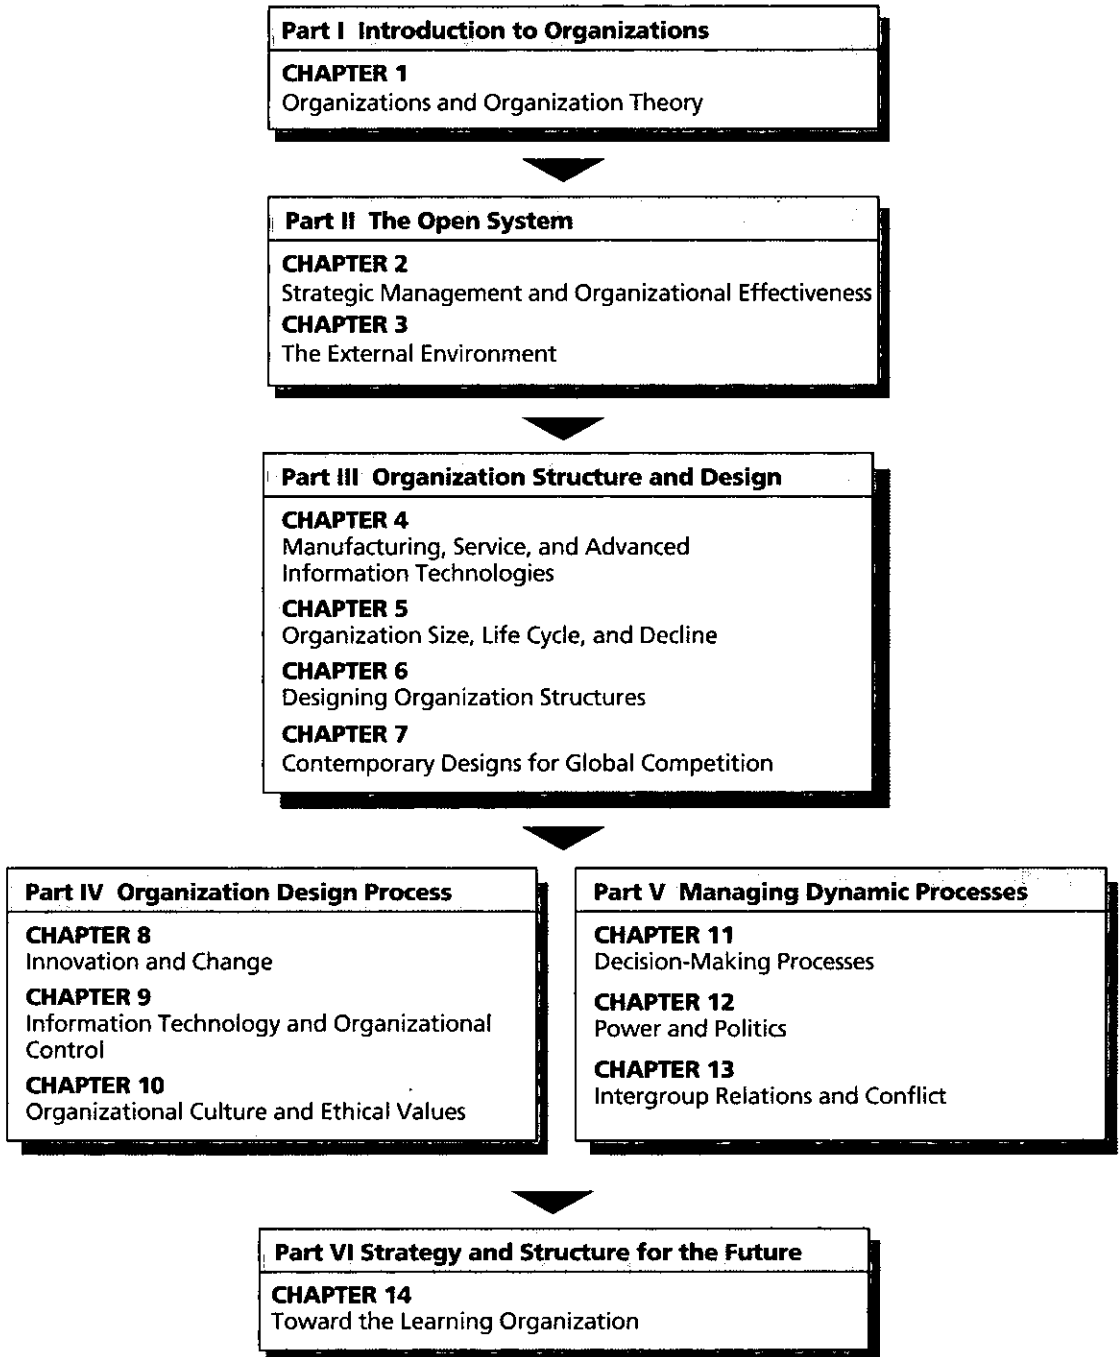 Part I Introduction to Organizations
CHAPTER 1
Organizations and Organization Theory
Part II The Open System
CHAPTER 2
Strategic Management and Organizational Effectiveness
CHAPTER 3
The External Environment
Part III Organization Structure and Design
CHAPTER 4
Manufacturing, Service, and Advanced
Information Technologies
CHAPTER 5
Organization Size, Life Cycle, and Decline
CHAPTER 6
Designing Organization Structures
CHAPTER 7
Contemporary Designs for Global Competition
Part IV Organization Design Process
CHAPTER 8
Innovation and Change
CHAPTER 9
Information Technology and Organizational
Control
CHAPTER 10
Organizational Culture and Ethical Values
Part V Managing Dynamic Processes
CHAPTER 11
Decision-Making Processes
CHAPTER 12
Power and Politics
CHAPTER 13
Intergroup Relations and Conflict
Part VI Strategy and Structure for the Future
CHAPTER 14
Toward the Learning Organization